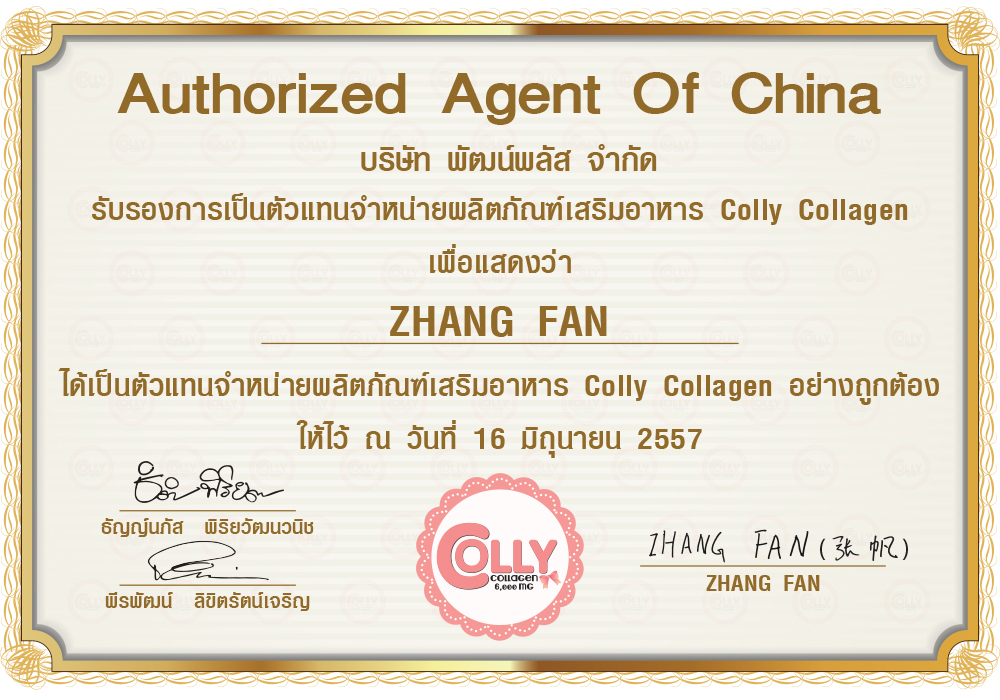 Authorized Agent Of China
บริษัท พัฒน์พลัส จำกัด
รับรองการเป็นตัวแทนจำหน่ายผลิตภัณฑ์เสริมอาหาร Colly Collagen
เพื่อแสดงว่า
ZHANG FAN
ได้เป็นตัวแทนจำหน่ายผลิตภัณฑ์เสริมอาหาร Colly Collagen อย่างถูกต้อง
ให้ไว้ ณ วันที่ 16 มิถุนายน 2557
ธัญญ์นภัส พิริยวัฒนวนิช
พีรพัฒน์ ลิขิตรัตน์เจริญ
COLLY
COLLAGEN
6,000 MG
ZHANG FAN (张帆)
ZHANG FAN